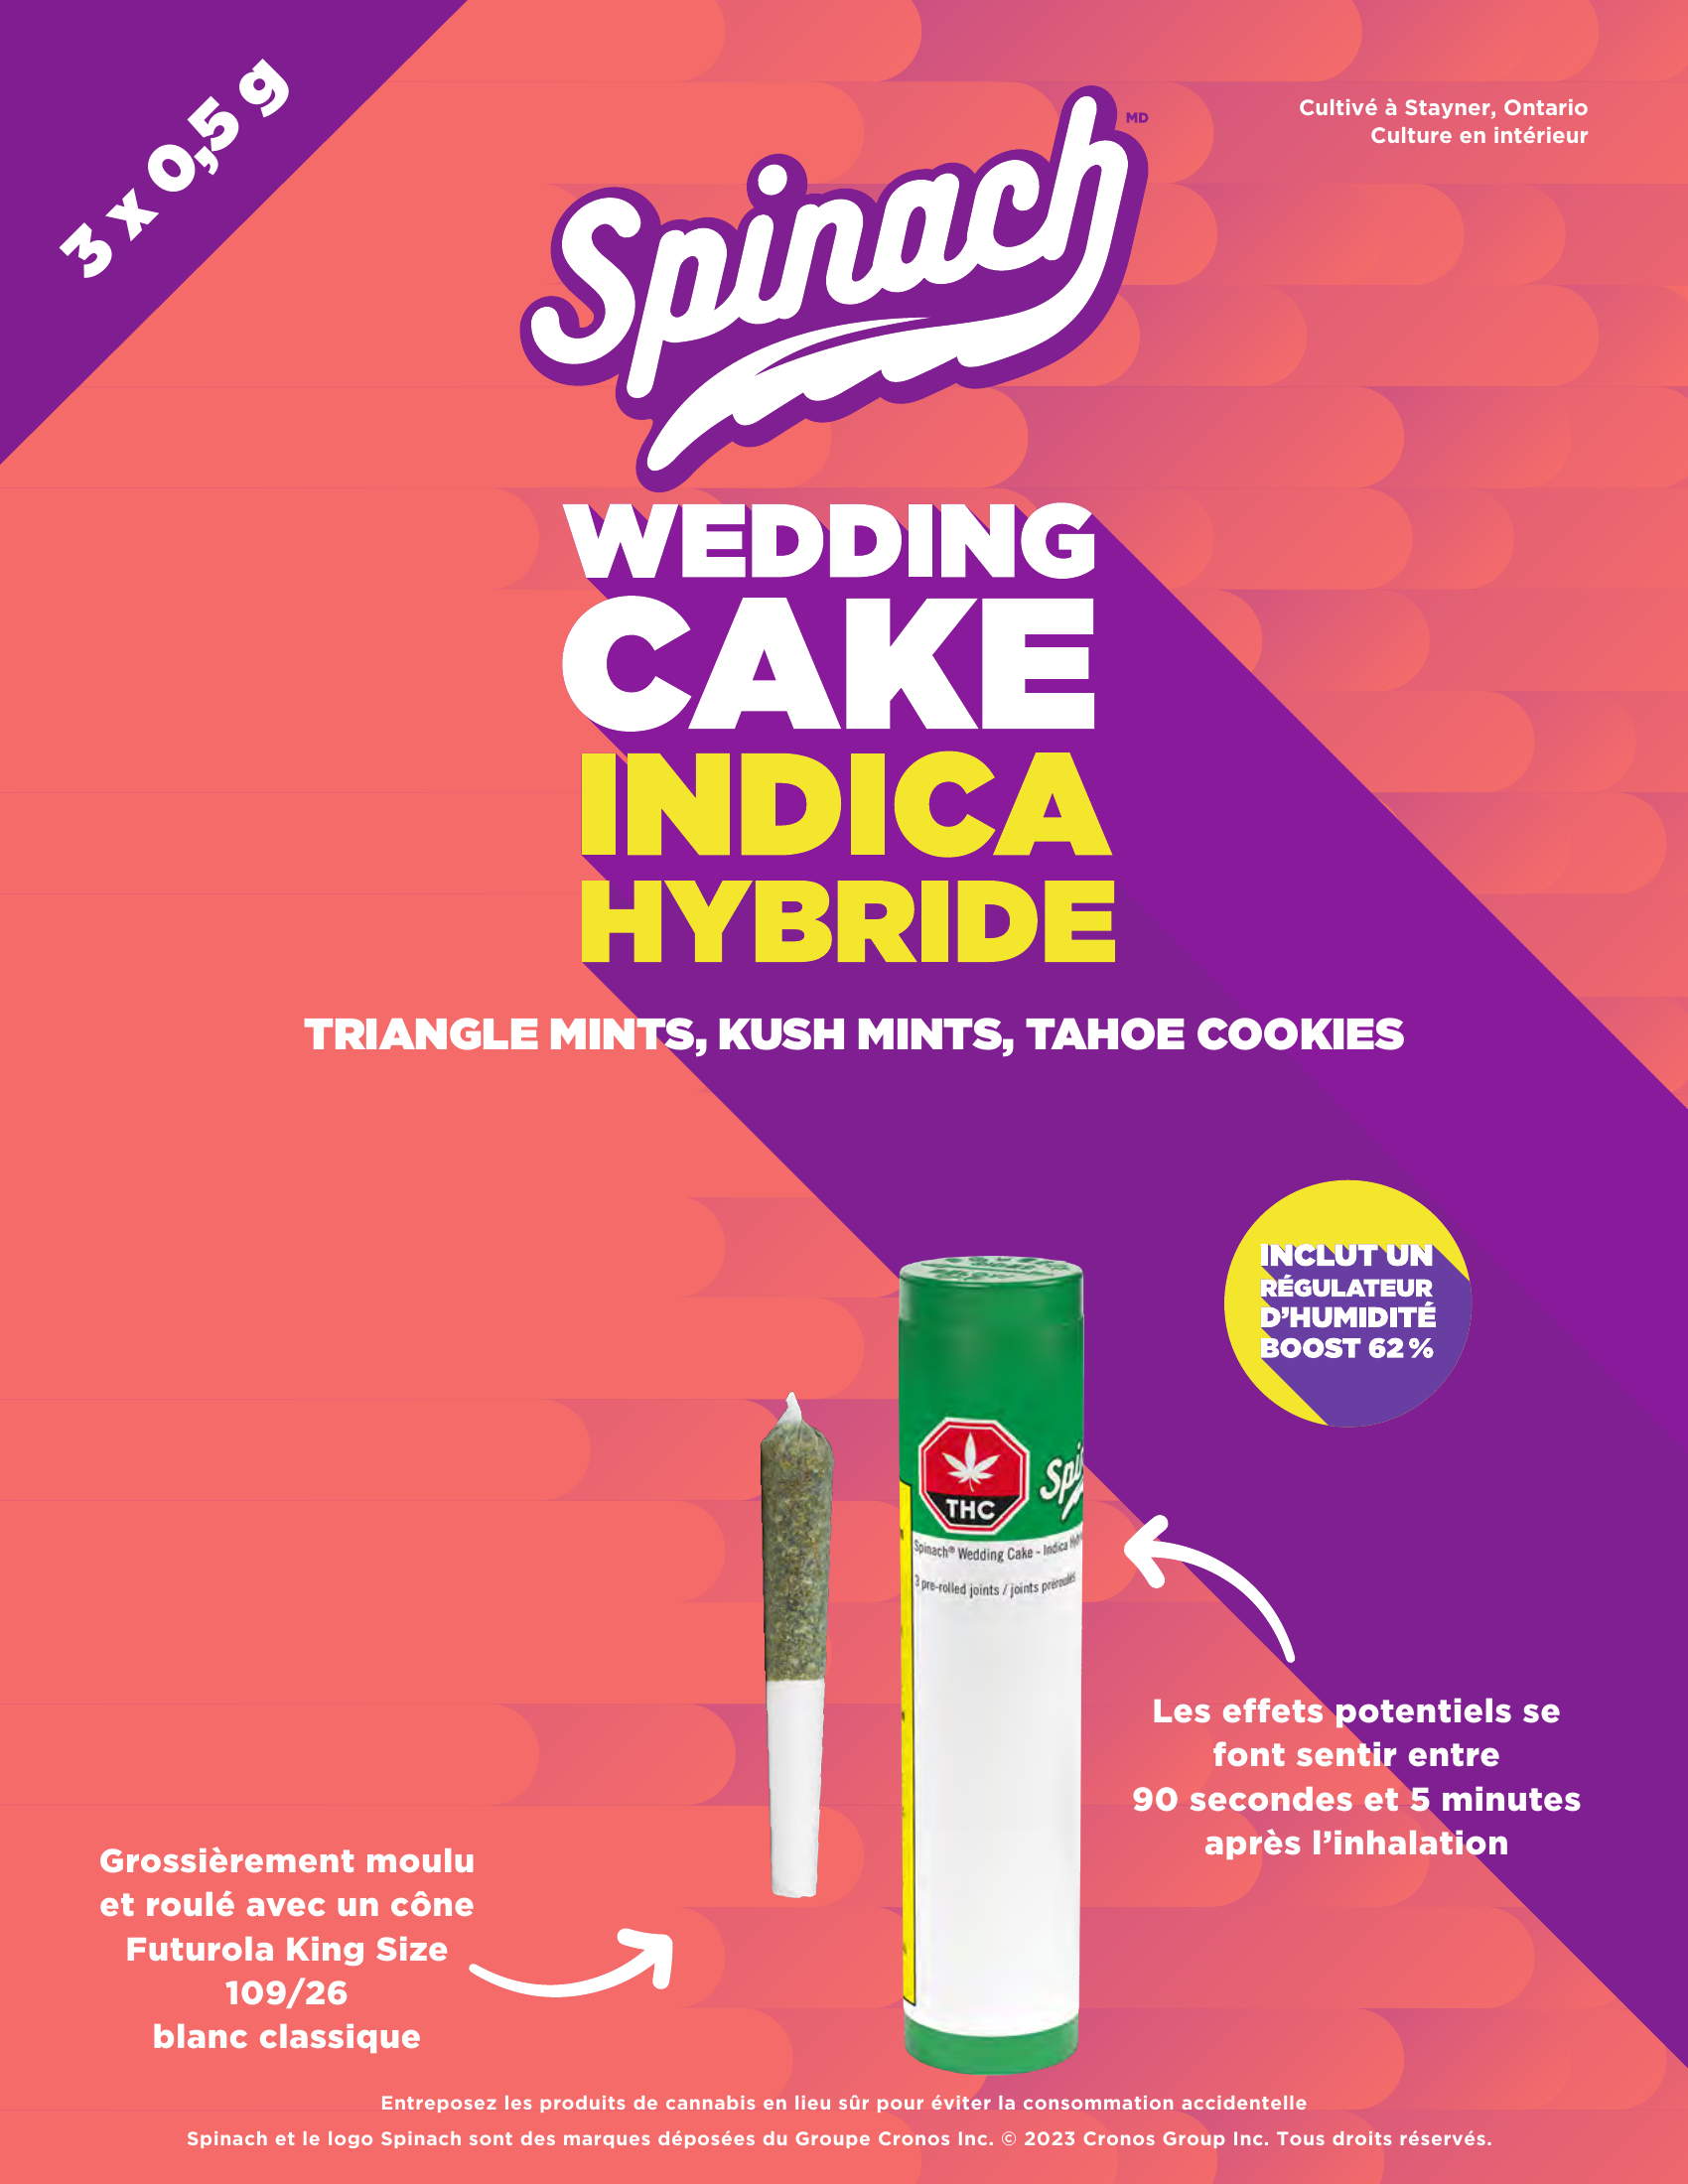 3 x 0,5 g
Spinach MD
Cultivé à Stayner, Ontario
Culture en intérieur
WEDDING
CAKE
INDICA
HYBRIDE
TRIANGLE MINTS, KUSH MINTS, TAHOE COOKIES
INCLUT UN
RÉGULATEUR
D'HUMIDITÉ
BOOST 62 %
THC
Spi
Spinach® Wedding Cake - Indica
3 pre-rolled joints / joints préroulés
Les effets potentiels se
font sentir entre
90 secondes et 5 minutes
après l'inhalation
Grossièrement moulu
et roulé avec un cône
Futurola King Size
109/26
blanc classique
Entreposez les produits de cannabis en lieu sûr pour éviter la consommation accidentelle
Spinach et le logo Spinach sont des marques déposées du Groupe Cronos Inc. © 2023 Cronos Group Inc. Tous droits réservés.